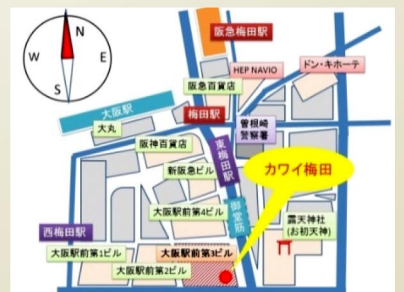 阪急梅田駅
N
W
E
S
HEP NAVIO
ドン・キホーテ
阪急百貨店
大阪駅
梅田駅
大丸
曽根崎
警察署
阪神百貨店
東梅田駅
カワイ梅田
新阪急ビル
御堂筋
大阪駅前第4ビル
露天神社
(お初天神)
西梅田駅
大阪駅前第1ビル
大阪駅前第3ビル
大阪駅前第2ビル